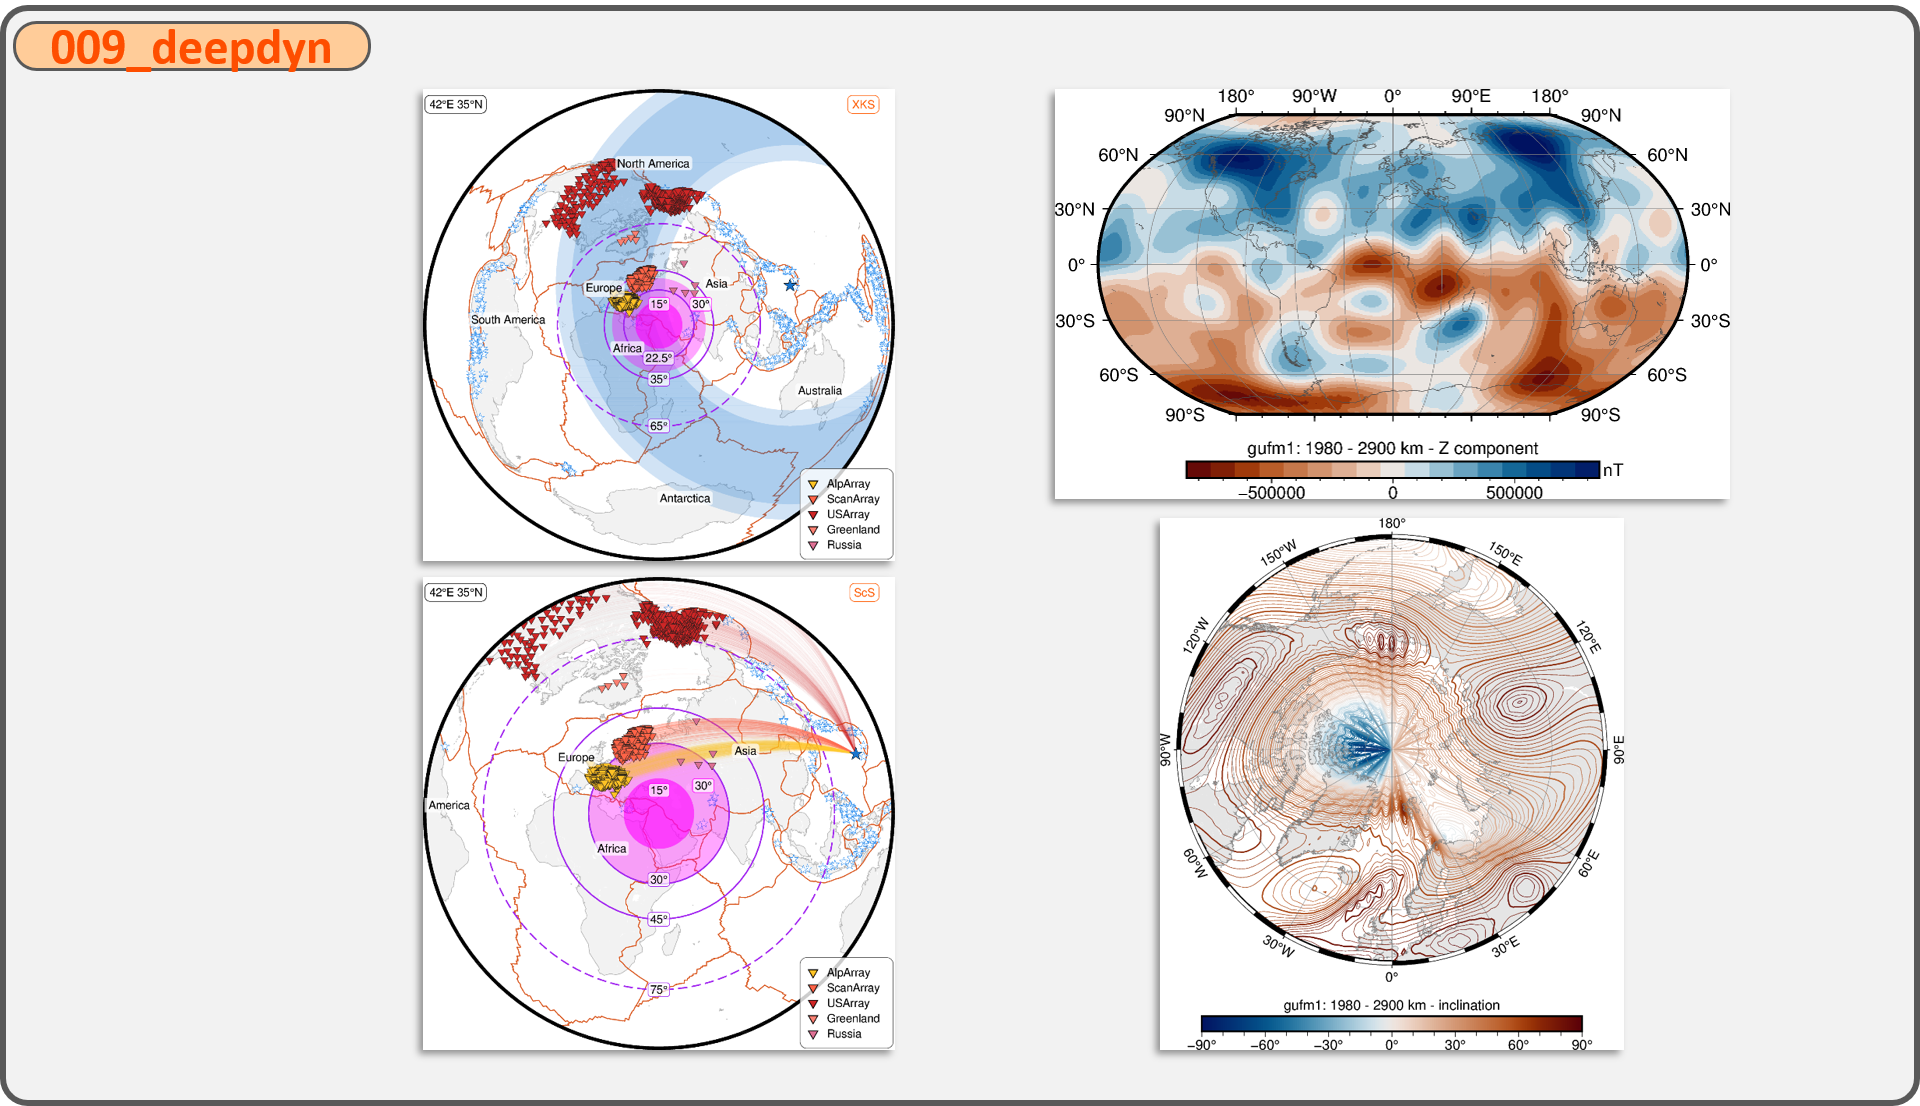 009_deepdyn
42°E 35°N
XKS
North America
Europe
Asia
15°
30°
South America
Africa
22.5°
35°
Australia
65°
Antarctica
AlpArray
ScanArray
USArray
Greenland
Russia
42°E 35°N
ScS
Europe
Asia
15°
30°
America
Africa
30°
45°
75°
AlpArray
ScanArray
USArray
Greenland
Russia
180° 90°W 0° 90°E 180°
90°N 90°N
60°N 60°N
30°N 30°N
0° 0°
30°S 30°S
60°S 60°S
90°S 90°S
gufm1: 1980 - 2900 km - Z component
nT
−500000 0 500000
180°
150°W 150°E
120°W 120°E
90°W 90°E
60°W 60°E
30°W 30°E
0°
gufm1: 1980 - 2900 km - inclination
−90° −60° −30° 0° 30° 60° 90°